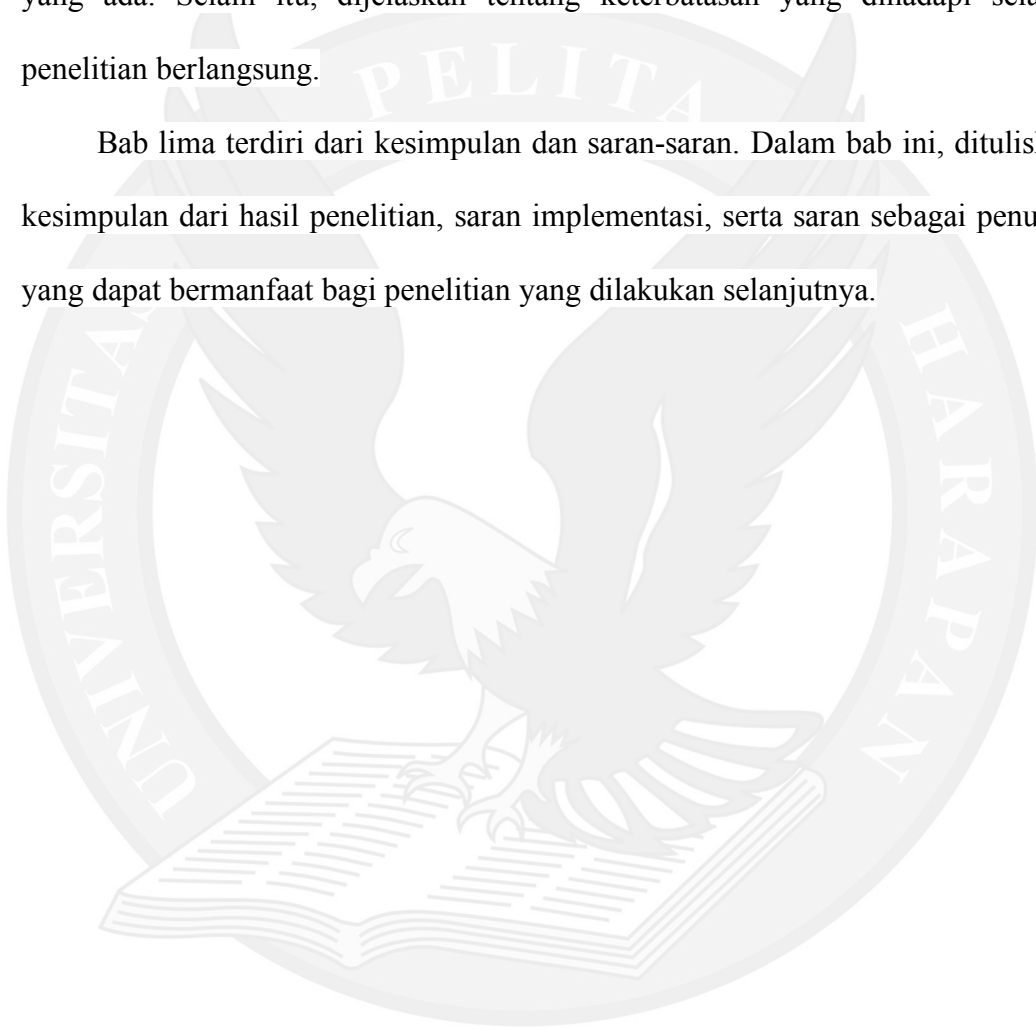 yang ada. Selain itu, dijelaskan tentang keterbatasan yang dihadapi
penelitian berlangsung.
Bab lima terdiri dari kesimpulan dan saran-saran. Dalam bab ini,
kesimpulan dari hasil penelitian, saran implementasi, serta saran sebagai
yang dapat bermanfaat bagi penelitian yang dilakukan selanjutnya.
UNIVERSITAS PELITA HARAPAN